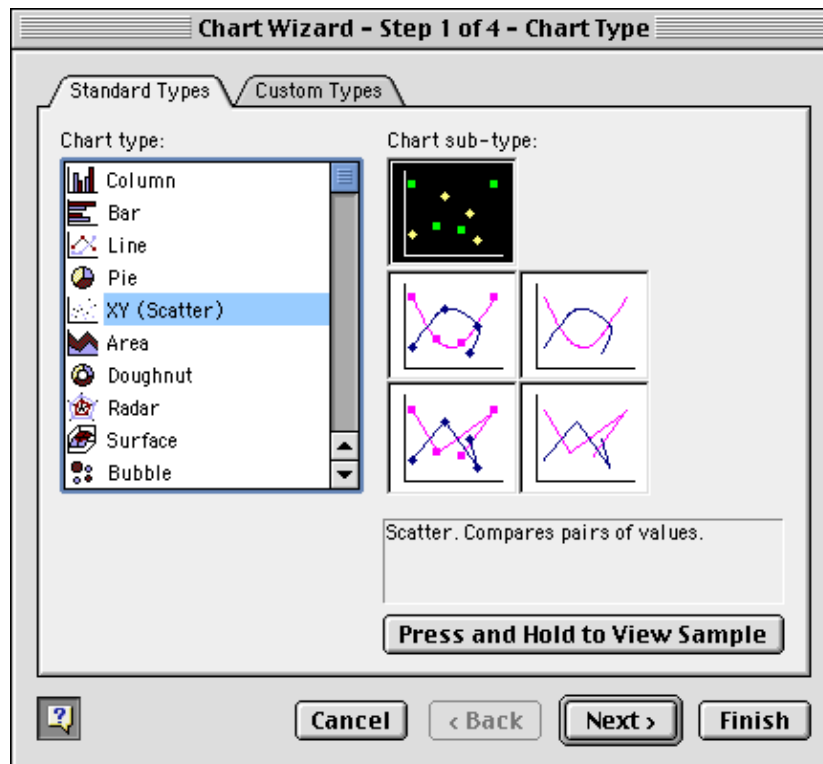 Chart Wizard – Step 1 of 4 – Chart Type
Standard Types
Custom Types
Chart type:
Column
Bar
Line
Pie
XY (Scatter)
Area
Doughnut
Radar
Surface
Bubble
Chart sub-type:
Scatter. Compares pairs of values.
Press and Hold to View Sample
?
Cancel
‹ Back
Next ›
Finish